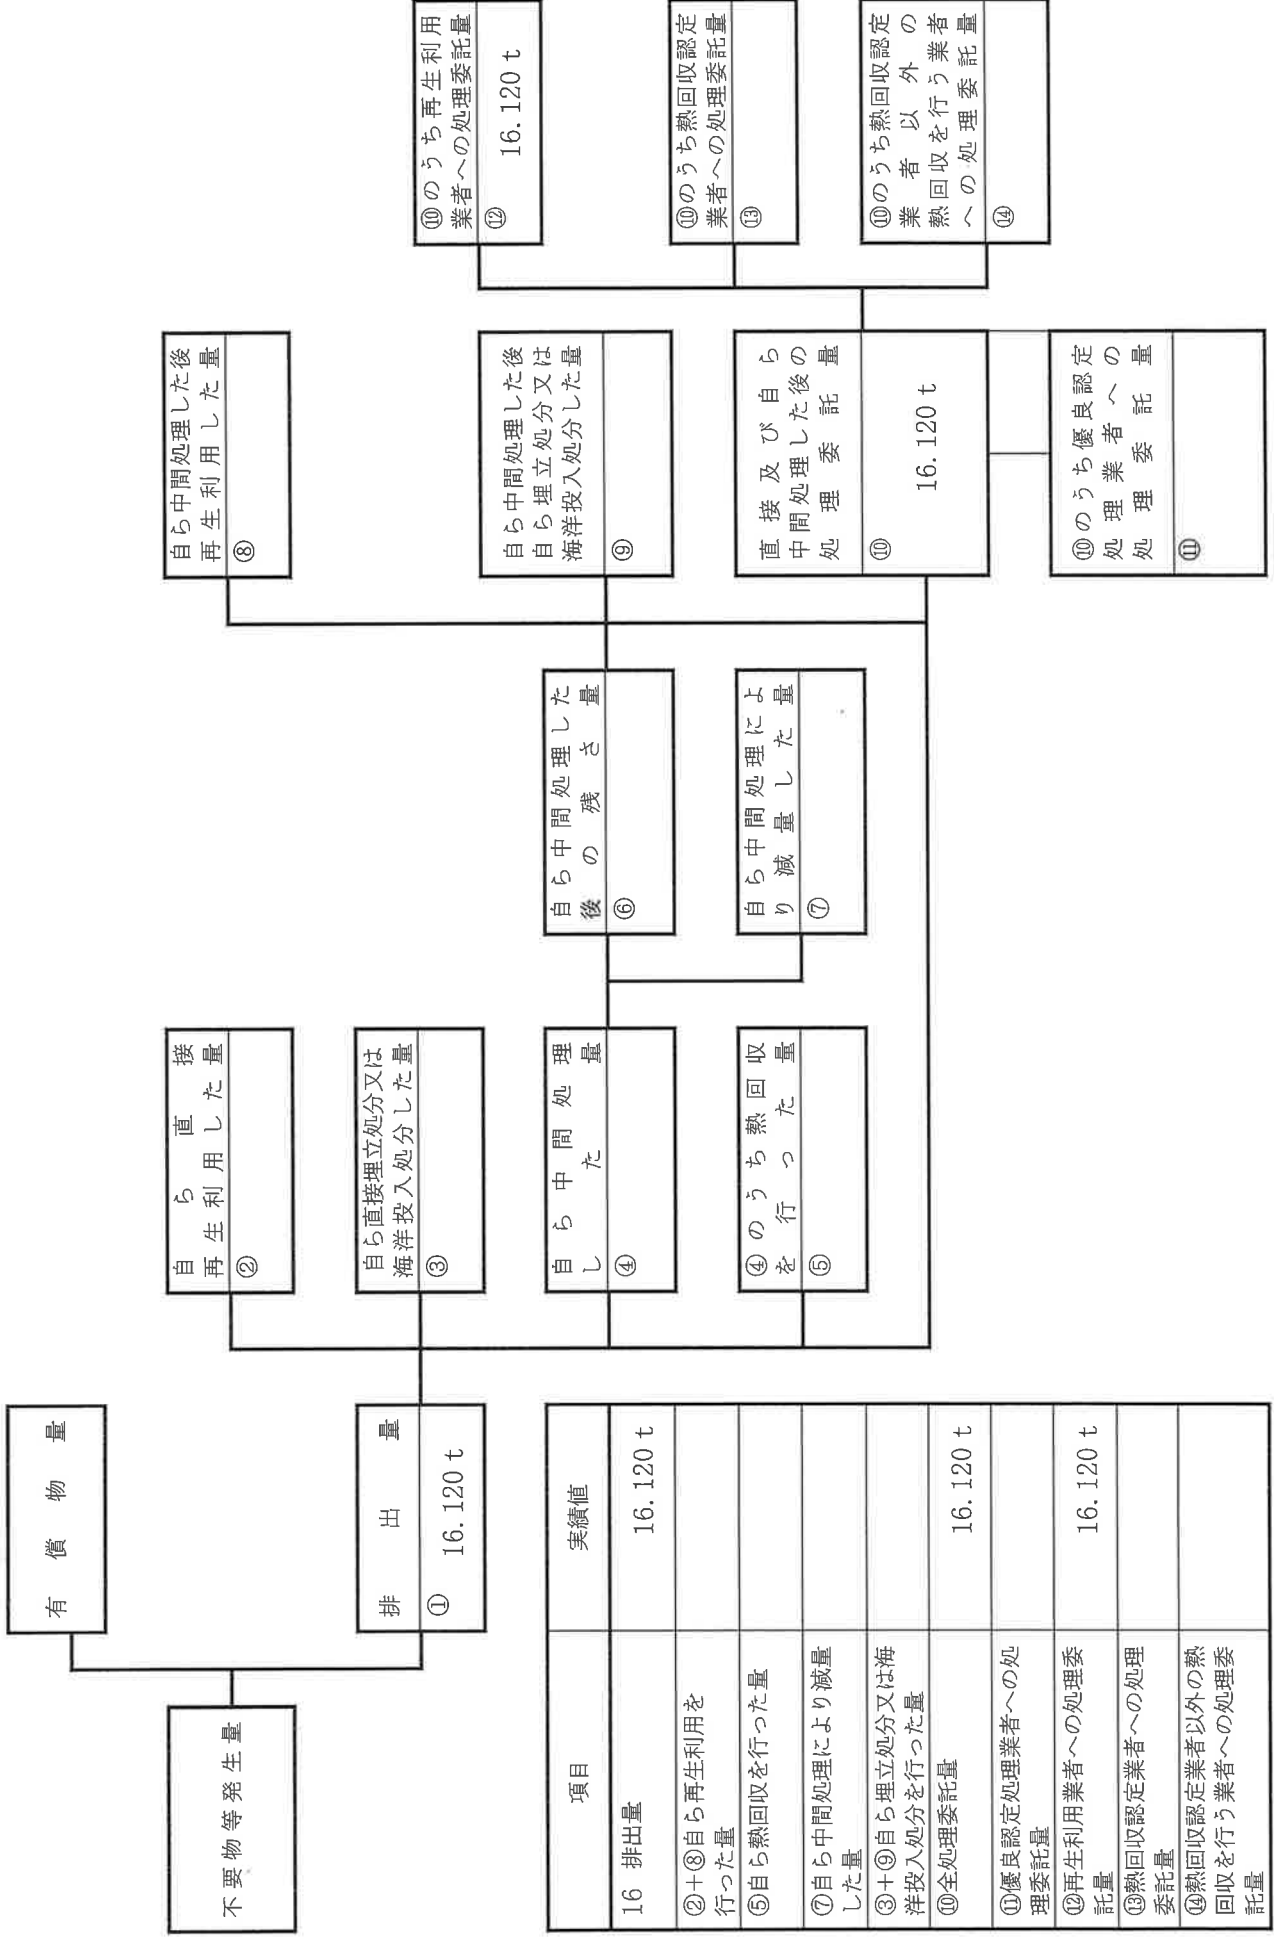 不要物等発生量
有償物量
排出量
①
16.120ｔ
自ら直接
再生利用した量
②
自ら直接埋立処分又は
海洋投入処分した量
③
自ら中間処理
した量
④
④のうち熱回収
を行った量
⑤
自ら中間処理した
後の残さ量
⑥
自ら中間処理によ
り減量した量
⑦
自ら中間処理した後
再生利用した量
⑧
自ら中間処理した後
自ら埋立処分又は
海洋投入処分した量
⑨
直接及び自ら
中間処理した後の
処理委託量
⑩
16.120ｔ
⑩のうち優良認定
処理業者への
処理委託量
⑪
⑩のうち再生利用
業者への処理委託量
⑫
16.120ｔ
⑩のうち熱回収認定
業者への処理委託量
⑬
⑩のうち熱回収認定
業者以外の
熱回収を行う業者
への処理委託量
⑭
項目 実績値
16 排出量 16.120ｔ
②＋⑧自ら再生利用を
行った量
⑤自ら熱回収を行った量
⑦自ら中間処理により減量
した量
③＋⑨自ら埋立処分又は海
洋投入処分を行った量
⑩全処理委託量 16.120ｔ
⑪優良認定処理業者への処
理委託量
⑫再生利用業者への処理委
託量 16.120ｔ
⑬熱回収認定業者への処理
委託量
⑭熱回収認定業者以外の熱
回収を行う業者への処理委
託量